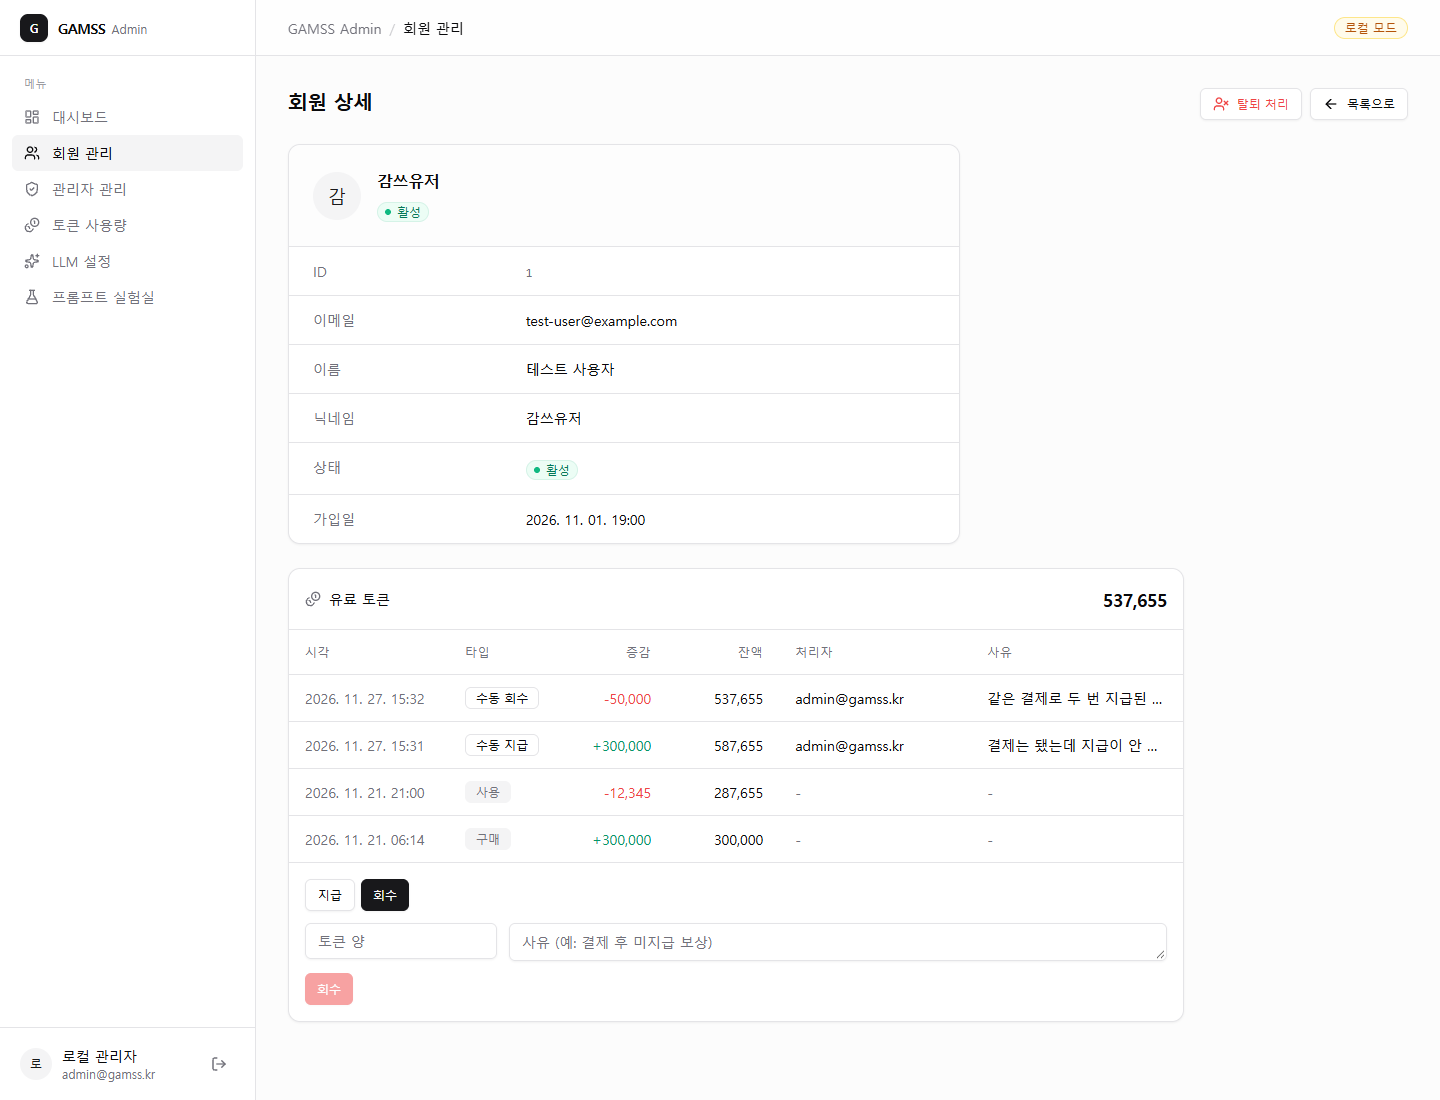 G GAMSS Admin
GAMSS Admin / 회원 관리
로컬 모드
메뉴
대시보드
회원 관리
관리자 관리
토큰 사용량
LLM 설정
프롬프트 실험실
회원 상세
탈퇴 처리
목록으로
감
감쓰유저
활성
ID 1
이메일 test-user@example.com
이름 테스트 사용자
닉네임 감쓰유저
상태 활성
가입일 2026. 11. 01. 19:00
유료 토큰 537,655
시각 타입 증감 잔액 처리자 사유
2026. 11. 27. 15:32 수동 회수 -50,000 537,655 admin@gamss.kr 같은 결제로 두 번 지급된 ...
2026. 11. 27. 15:31 수동 지급 +300,000 587,655 admin@gamss.kr 결제는 됐는데 지급이 안 ...
2026. 11. 21. 21:00 사용 -12,345 287,655 - -
2026. 11. 21. 06:14 구매 +300,000 300,000 - -
지급 회수
토큰 양 사유 (예: 결제 후 미지급 보상)
회수
로 로컬 관리자
admin@gamss.kr